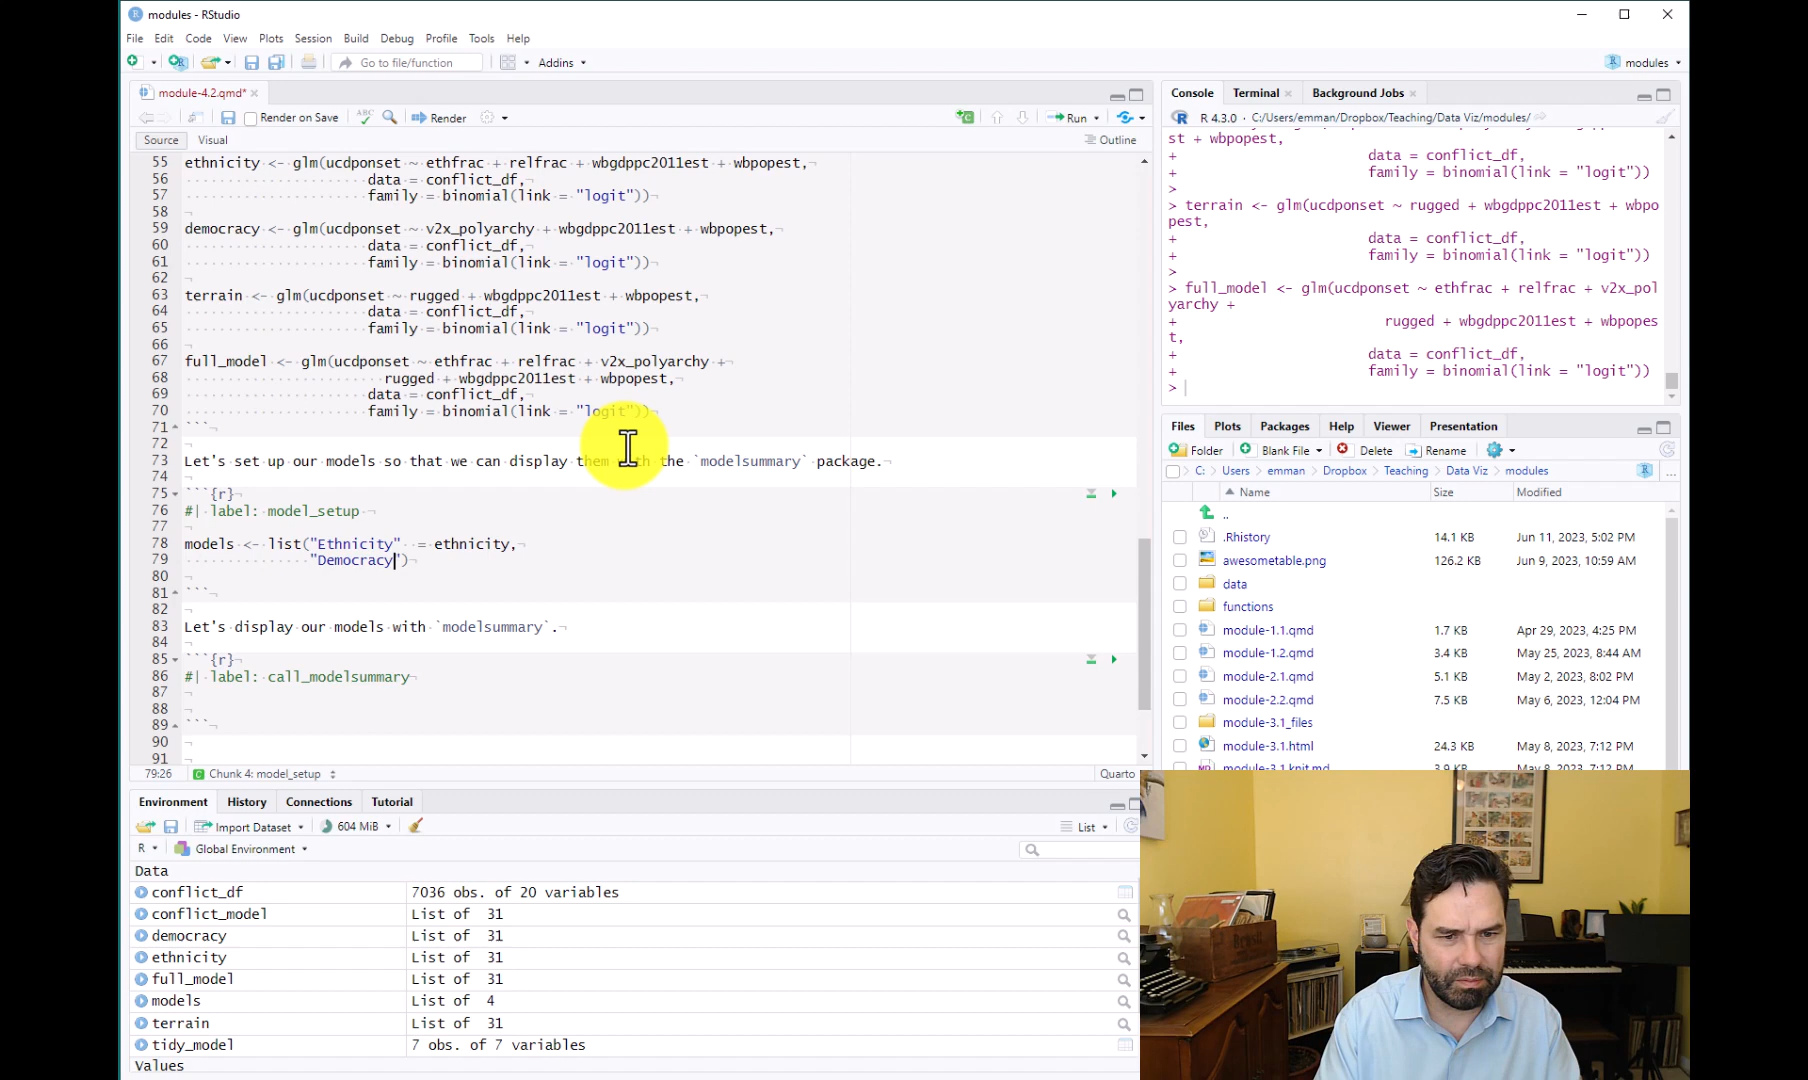 modules - RStudio
File Edit Code View Plots Session Build Debug Profile Tools Help
Go to file/function Addins modules
module-4.2.qmd*
Render on Save Render Run
Source Visual Outline
55 ethnicity <- glm(ucdponset ~ ethfrac + relfrac + wbgdppc2011est + wbpopest,
56 data = conflict_df,
57 family = binomial(link = "logit"))
58
59 democracy <- glm(ucdponset ~ v2x_polyarchy + wbgdppc2011est + wbpopest,
60 data = conflict_df,
61 family = binomial(link = "logit"))
62
63 terrain <- glm(ucdponset ~ rugged + wbgdppc2011est + wbpopest,
64 data = conflict_df,
65 family = binomial(link = "logit"))
66
67 full_model <- glm(ucdponset ~ ethfrac + relfrac + v2x_polyarchy +
68 rugged + wbgdppc2011est + wbpopest,
69 data = conflict_df,
70 family = binomial(link = "logit"))
71 ```
72
73 Let's set up our models so that we can display them with the `modelsummary` package.
74
75 ```{r}
76 #| label: model_setup
77
78 models <- list("Ethnicity" = ethnicity,
79 "Democracy")
80
81 ```
82
83 Let's display our models with `modelsummary`.
84
85 ```{r}
86 #| label: call_modelsummary
87
88
89 ```
90
91
79:26 Chunk 4: model_setup Quarto
Environment History Connections Tutorial
Import Dataset 604 MiB List
R Global Environment
Data
conflict_df 7036 obs. of 20 variables
conflict_model List of 31
democracy List of 31
ethnicity List of 31
full_model List of 31
models List of 4
terrain List of 31
tidy_model 7 obs. of 7 variables
Values
Console Terminal Background Jobs
R 4.3.0 · C:/Users/emman/Dropbox/Teaching/Data Viz/modules/
st + wbpopest,
+ data = conflict_df,
+ family = binomial(link = "logit"))
>
> terrain <- glm(ucdponset ~ rugged + wbgdppc2011est + wbpo
pest,
+ data = conflict_df,
+ family = binomial(link = "logit"))
>
> full_model <- glm(ucdponset ~ ethfrac + relfrac + v2x_pol
yarchy +
+ rugged + wbgdppc2011est + wbpopes
t,
+ data = conflict_df,
+ family = binomial(link = "logit"))
>
Files Plots Packages Help Viewer Presentation
Folder Blank File Delete Rename
C: Users emman Dropbox Teaching Data Viz modules
Name Size Modified
..
.Rhistory 14.1 KB Jun 11, 2023, 5:02 PM
awesometable.png 126.2 KB Jun 9, 2023, 10:59 AM
data
functions
module-1.1.qmd 1.7 KB Apr 29, 2023, 4:25 PM
module-1.2.qmd 3.4 KB May 25, 2023, 8:44 AM
module-2.1.qmd 5.1 KB May 2, 2023, 8:02 PM
module-2.2.qmd 7.5 KB May 6, 2023, 12:04 PM
module-3.1_files
module-3.1.html 24.3 KB May 8, 2023, 7:12 PM
module-3.1.knit.md 3.9 KB May 8, 2023, 7:12 PM